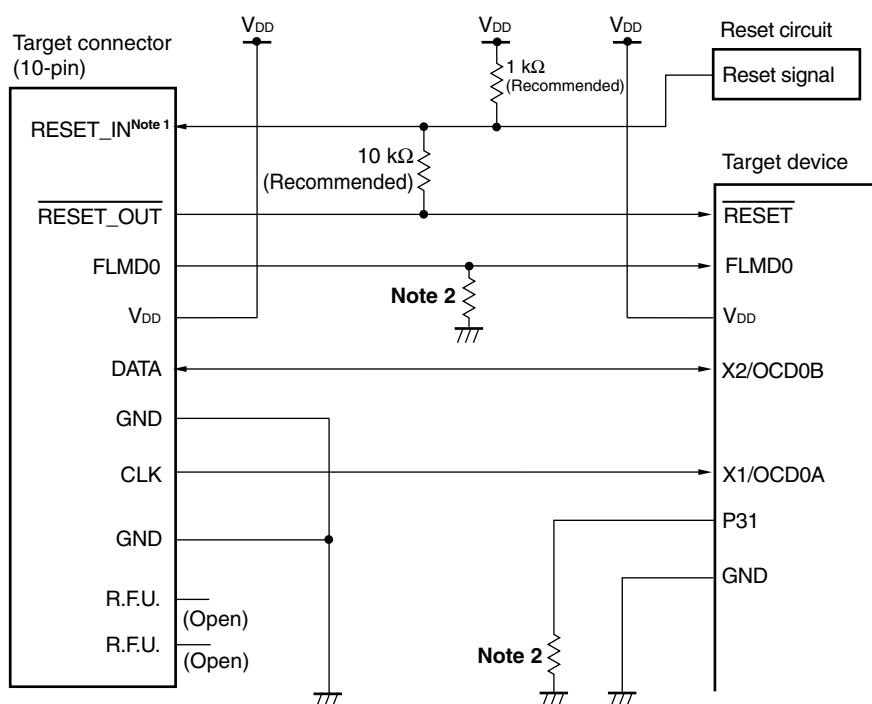 VDD
VDD
VDD
Target connector
(10-pin)
Reset circuit
Reset signal
1 kΩ
(Recommended)
RESET_IN Note 1
10 kΩ
(Recommended)
Target device
RESET_OUT
RESET
FLMD0
FLMD0
Note 2
VDD
VDD
DATA
X2/OCD0B
GND
CLK
X1/OCD0A
P31
GND
GND
R.F.U.
(Open)
R.F.U.
(Open)
Note 2